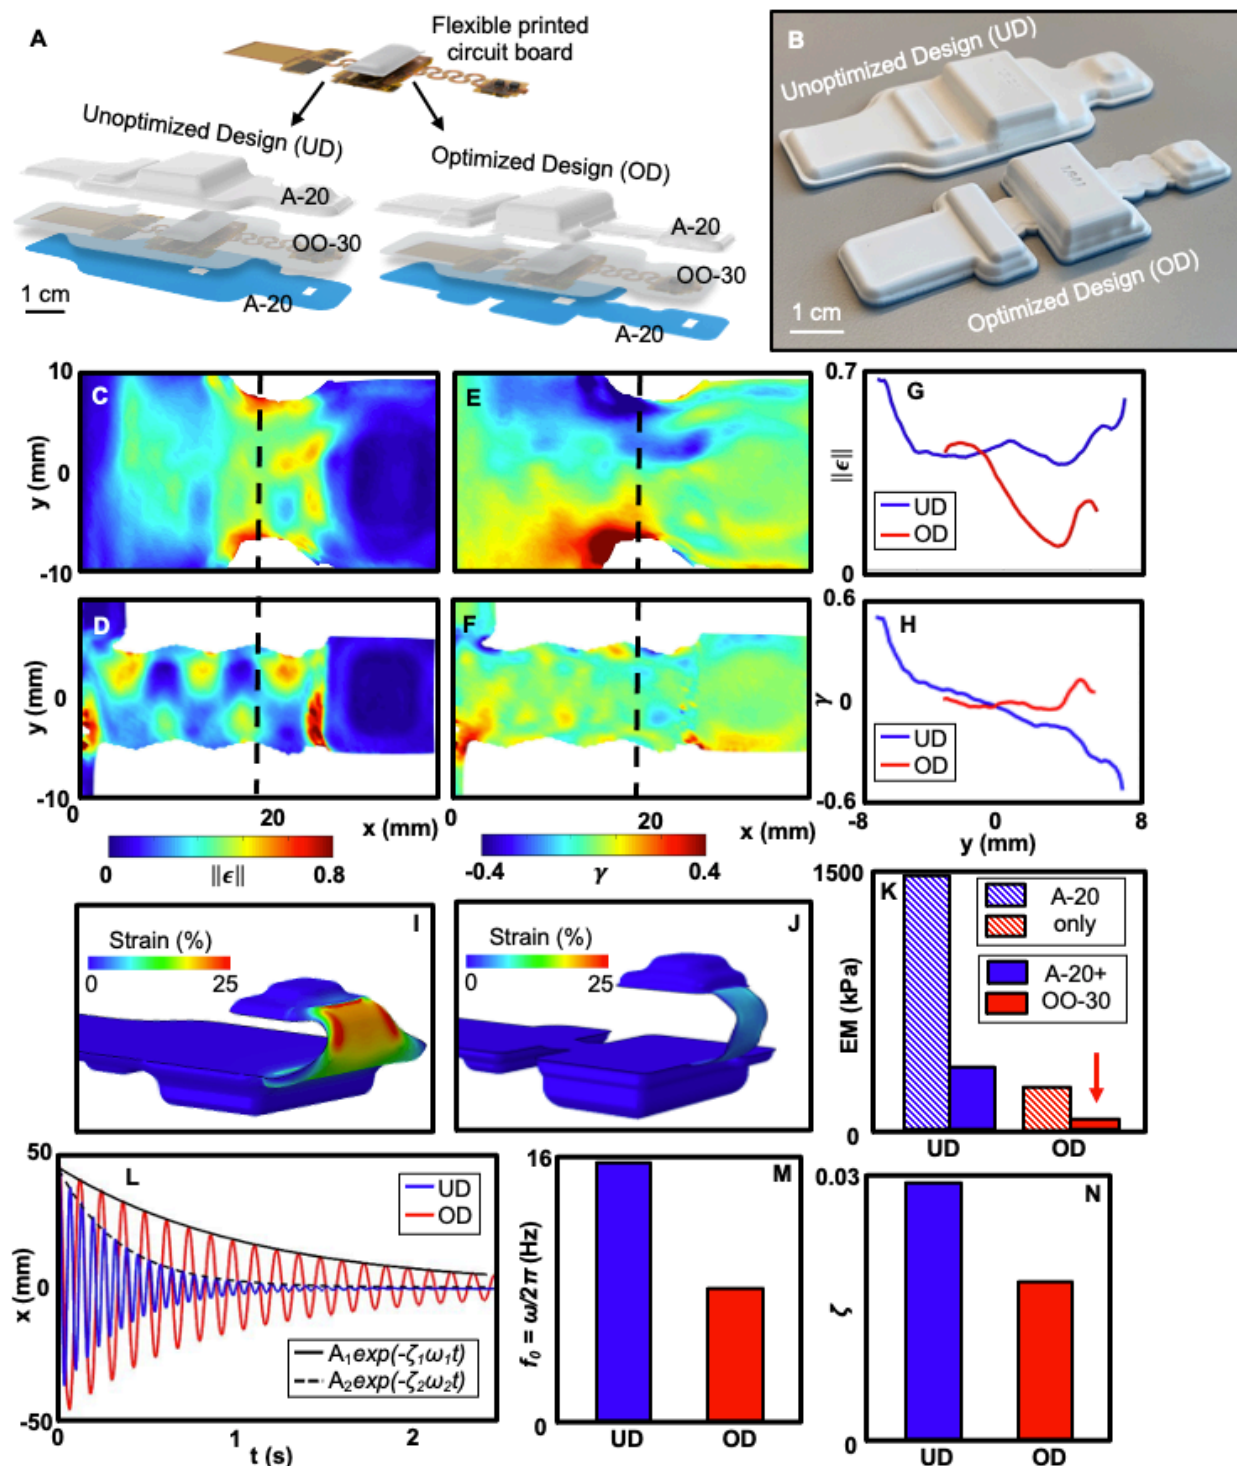 A
Flexible printed
circuit board
Unoptimized Design (UD)
Optimized Design (OD)
A-20
OO-30
A-20
A-20
OO-30
A-20
1 cm
B
Unoptimized Design (UD)
Optimized Design (OD)
1 cm
10
C
y (mm)
0
-10
E
0.7
G
||ϵ||
UD
OD
0
D
y (mm)
0
-10
0
20
x (mm)
F
0
20
x (mm)
0.6
H
γ
0
UD
OD
-0.6
-8
0
8
y (mm)
0
||ϵ||
0.8
-0.4
γ
0.4
I
Strain (%)
0
25
J
Strain (%)
0
25
1500
K
A-20
only
A-20+
OO-30
EM (kPa)
0
UD
OD
50
L
UD
OD
x (mm)
0
A₁exp(-ζ₁ω₁t)
A₂exp(-ζ₂ω₂t)
-50
0
1
2
t (s)
16
M
f₀ = ω/2π (Hz)
0
UD
OD
0.03
N
ζ
0
UD
OD